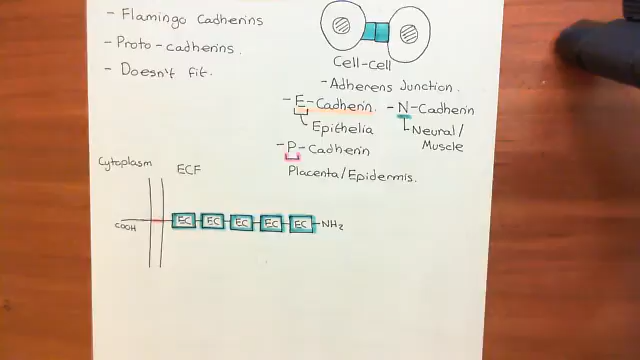 - Flamingo Cadherins
- Proto-cadherins.
- Doesn't fit.
Cell-cell
- Adherens Junction.
- E-Cadherin.
Epithelia
- N-Cadherin
Neural/
Muscle
- P-Cadherin
Placenta/Epidermis.
Cytoplasm
ECF
COOH
EC EC EC EC EC
NH2